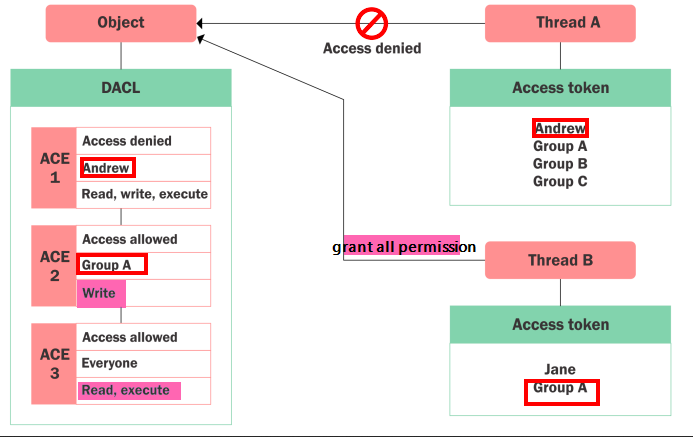 Object
Access denied
Thread A
DACL
ACE 1
Access denied
Andrew
Read, write, execute
ACE 2
Access allowed
Group A
Write
ACE 3
Access allowed
Everyone
Read, execute
Access token
Andrew
Group A
Group B
Group C
grant all permission
Thread B
Access token
Jane
Group A